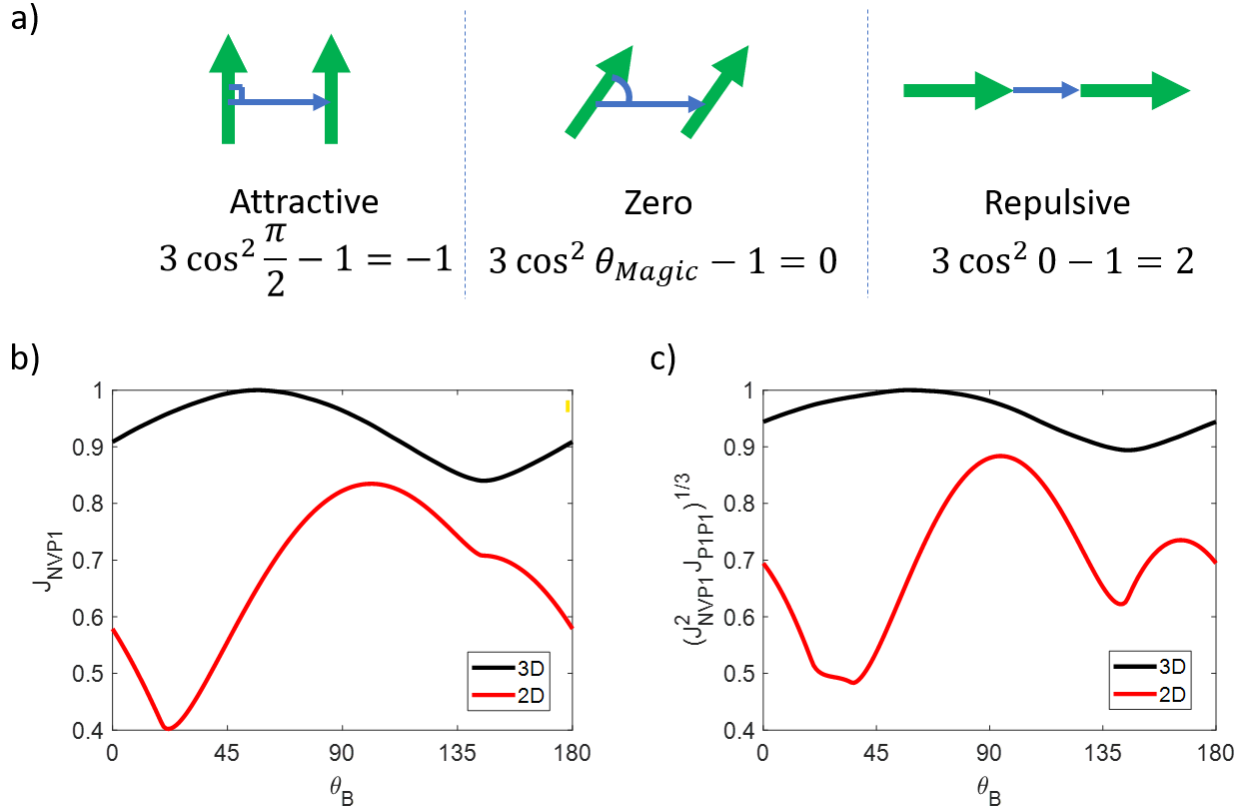 a)
Attractive
Zero
Repulsive
3 cos² π/2 − 1 = −1
3 cos² θ_Magic − 1 = 0
3 cos² 0 − 1 = 2
b)
1
0.9
0.8
0.7
0.6
0.5
0.4
J_NVP1
0 45 90 135 180
θ_B
3D
2D
c)
1
0.9
0.8
0.7
0.6
0.5
0.4
(J²_NVP1 J_P1P1)^1/3
0 45 90 135 180
θ_B
3D
2D